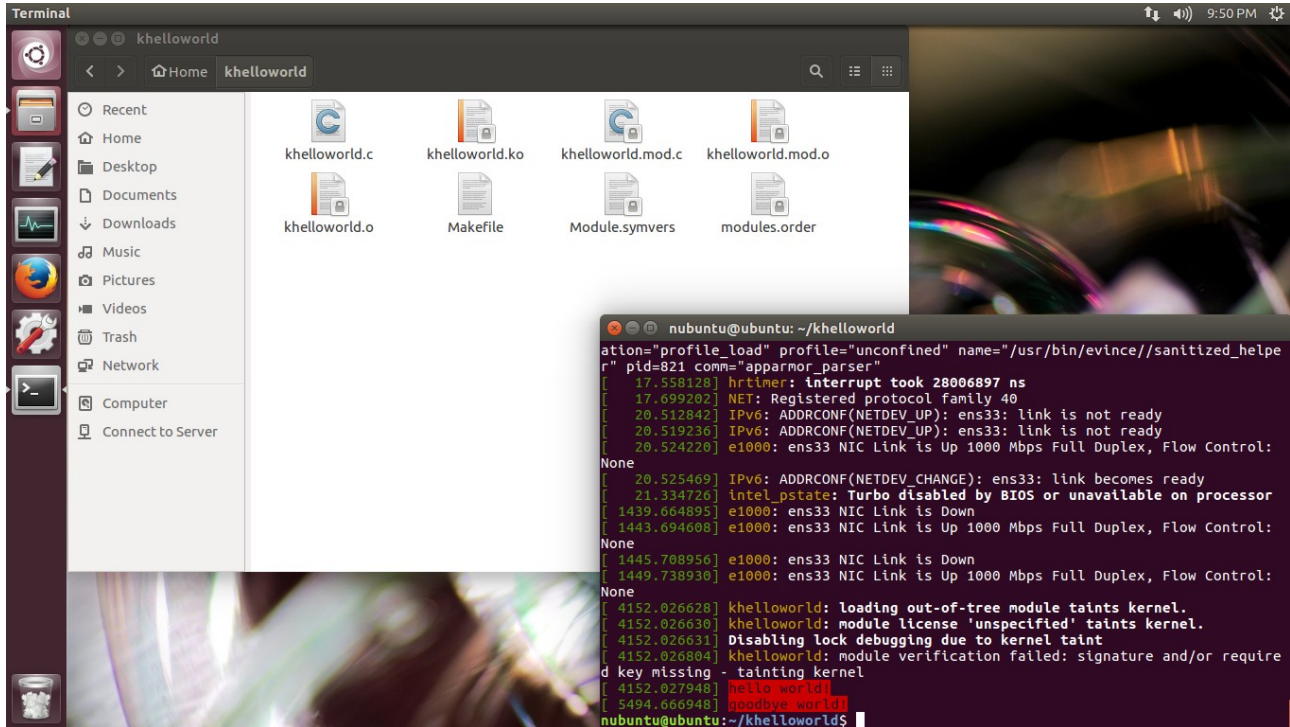 Terminal
9:50 PM
khelloworld
Home khelloworld
Recent
Home
Desktop
Documents
Downloads
Music
Pictures
Videos
Trash
Network
Computer
Connect to Server
khelloworld.c khelloworld.ko khelloworld.mod.c khelloworld.mod.o
khelloworld.o Makefile Module.symvers modules.order
nubuntu@ubuntu: ~/khelloworld
ation="profile_load" profile="unconfined" name="/usr/bin/evince//sanitized_helpe
r" pid=821 comm="apparmor_parser"
[   17.558128] hrtimer: interrupt took 28006897 ns
[   17.699202] NET: Registered protocol family 40
[   20.512842] IPv6: ADDRCONF(NETDEV_UP): ens33: link is not ready
[   20.519236] IPv6: ADDRCONF(NETDEV_UP): ens33: link is not ready
[   20.524220] e1000: ens33 NIC Link is Up 1000 Mbps Full Duplex, Flow Control:
None
[   20.525469] IPv6: ADDRCONF(NETDEV_CHANGE): ens33: link becomes ready
[   21.334726] intel_pstate: Turbo disabled by BIOS or unavailable on processor
[ 1439.664895] e1000: ens33 NIC Link is Down
[ 1443.694608] e1000: ens33 NIC Link is Up 1000 Mbps Full Duplex, Flow Control:
None
[ 1445.708956] e1000: ens33 NIC Link is Down
[ 1449.738930] e1000: ens33 NIC Link is Up 1000 Mbps Full Duplex, Flow Control:
None
[ 4152.026628] khelloworld: loading out-of-tree module taints kernel.
[ 4152.026630] khelloworld: module license 'unspecified' taints kernel.
[ 4152.026631] Disabling lock debugging due to kernel taint
[ 4152.026804] khelloworld: module verification failed: signature and/or require
d key missing - tainting kernel
[ 4152.027948] hello world!
[ 5494.666948] goodbye world!
nubuntu@ubuntu:~/khelloworld$